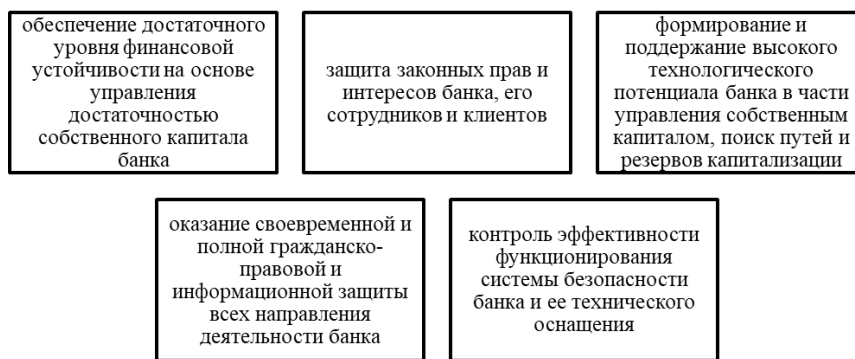 обеспечение достаточного
уровня финансовой
устойчивости на основе
управления
достаточностью
собственного капитала
банка
защита законных прав и
интересов банка, его
сотрудников и клиентов
формирование и
поддержание высокого
технологического
потенциала банка в части
управления собственным
капиталом, поиск путей и
резервов капитализации
оказание своевременной и
полной гражданско-
правовой и
информационной защиты
всех направления
деятельности банка
контроль эффективности
функционирования
системы безопасности
банка и ее технического
оснащения